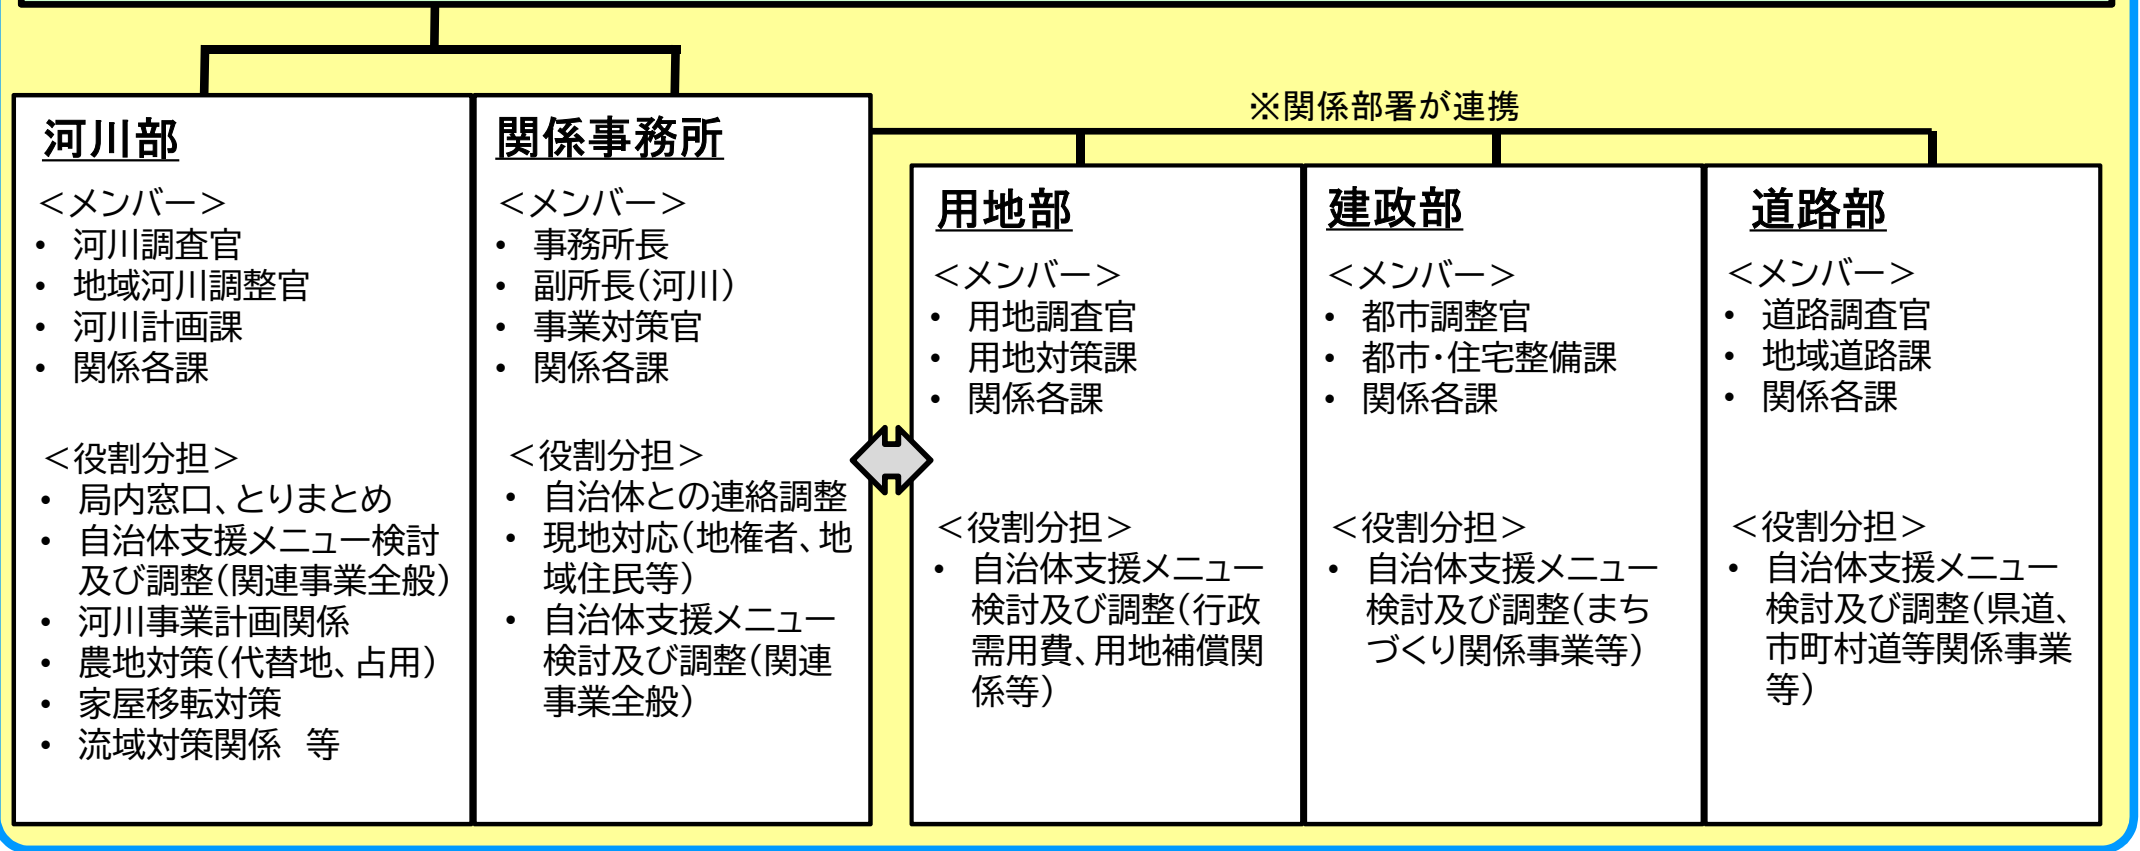 河川部
＜メンバー＞
• 河川調査官
• 地域河川調整官
• 河川計画課
• 関係各課
＜役割分担＞
• 局内窓口、とりまとめ
• 自治体支援メニュー検討
及び調整（関連事業全般）
• 河川事業計画関係
• 農地対策（代替地、占用）
• 家屋移転対策
• 流域対策関係　等
関係事務所
＜メンバー＞
• 事務所長
• 副所長（河川）
• 事業対策官
• 関係各課
＜役割分担＞
• 自治体との連絡調整
• 現地対応（地権者、地
域住民等）
• 自治体支援メニュー
検討及び調整（関連
事業全般）
※関係部署が連携
用地部
＜メンバー＞
• 用地調査官
• 用地対策課
• 関係各課
＜役割分担＞
• 自治体支援メニュー
検討及び調整（行政
需用費、用地補償関
係等）
建政部
＜メンバー＞
• 都市調整官
• 都市・住宅整備課
• 関係各課
＜役割分担＞
• 自治体支援メニュー
検討及び調整（まち
づくり関係事業等）
道路部
＜メンバー＞
• 道路調査官
• 地域道路課
• 関係各課
＜役割分担＞
• 自治体支援メニュー
検討及び調整（県道、
市町村道等関係事業
等）